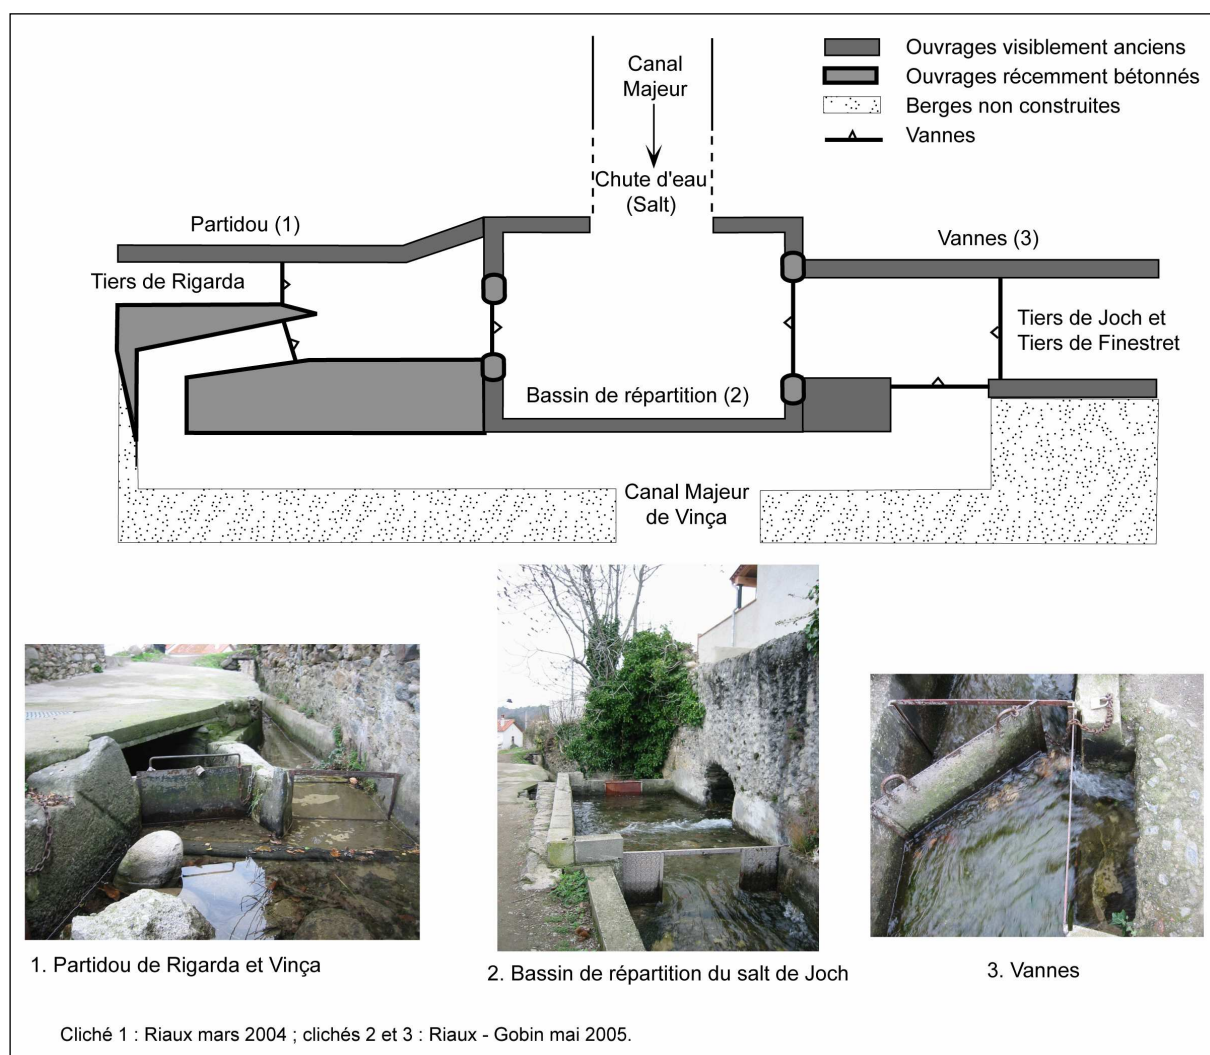 Canal
Majeur
Chute d'eau
(Salt)
Ouvrages visiblement anciens
Ouvrages récemment bétonnés
Berges non construites
Vannes
Partidou (1)
Vannes (3)
Tiers de Rigarda
Tiers de Joch et
Tiers de Finestret
Bassin de répartition (2)
Canal Majeur
de Vinça
1. Partidou de Rigarda et Vinça
2. Bassin de répartition du salt de Joch
3. Vannes
Cliché 1 : Riaux mars 2004 ; clichés 2 et 3 : Riaux - Gobin mai 2005.